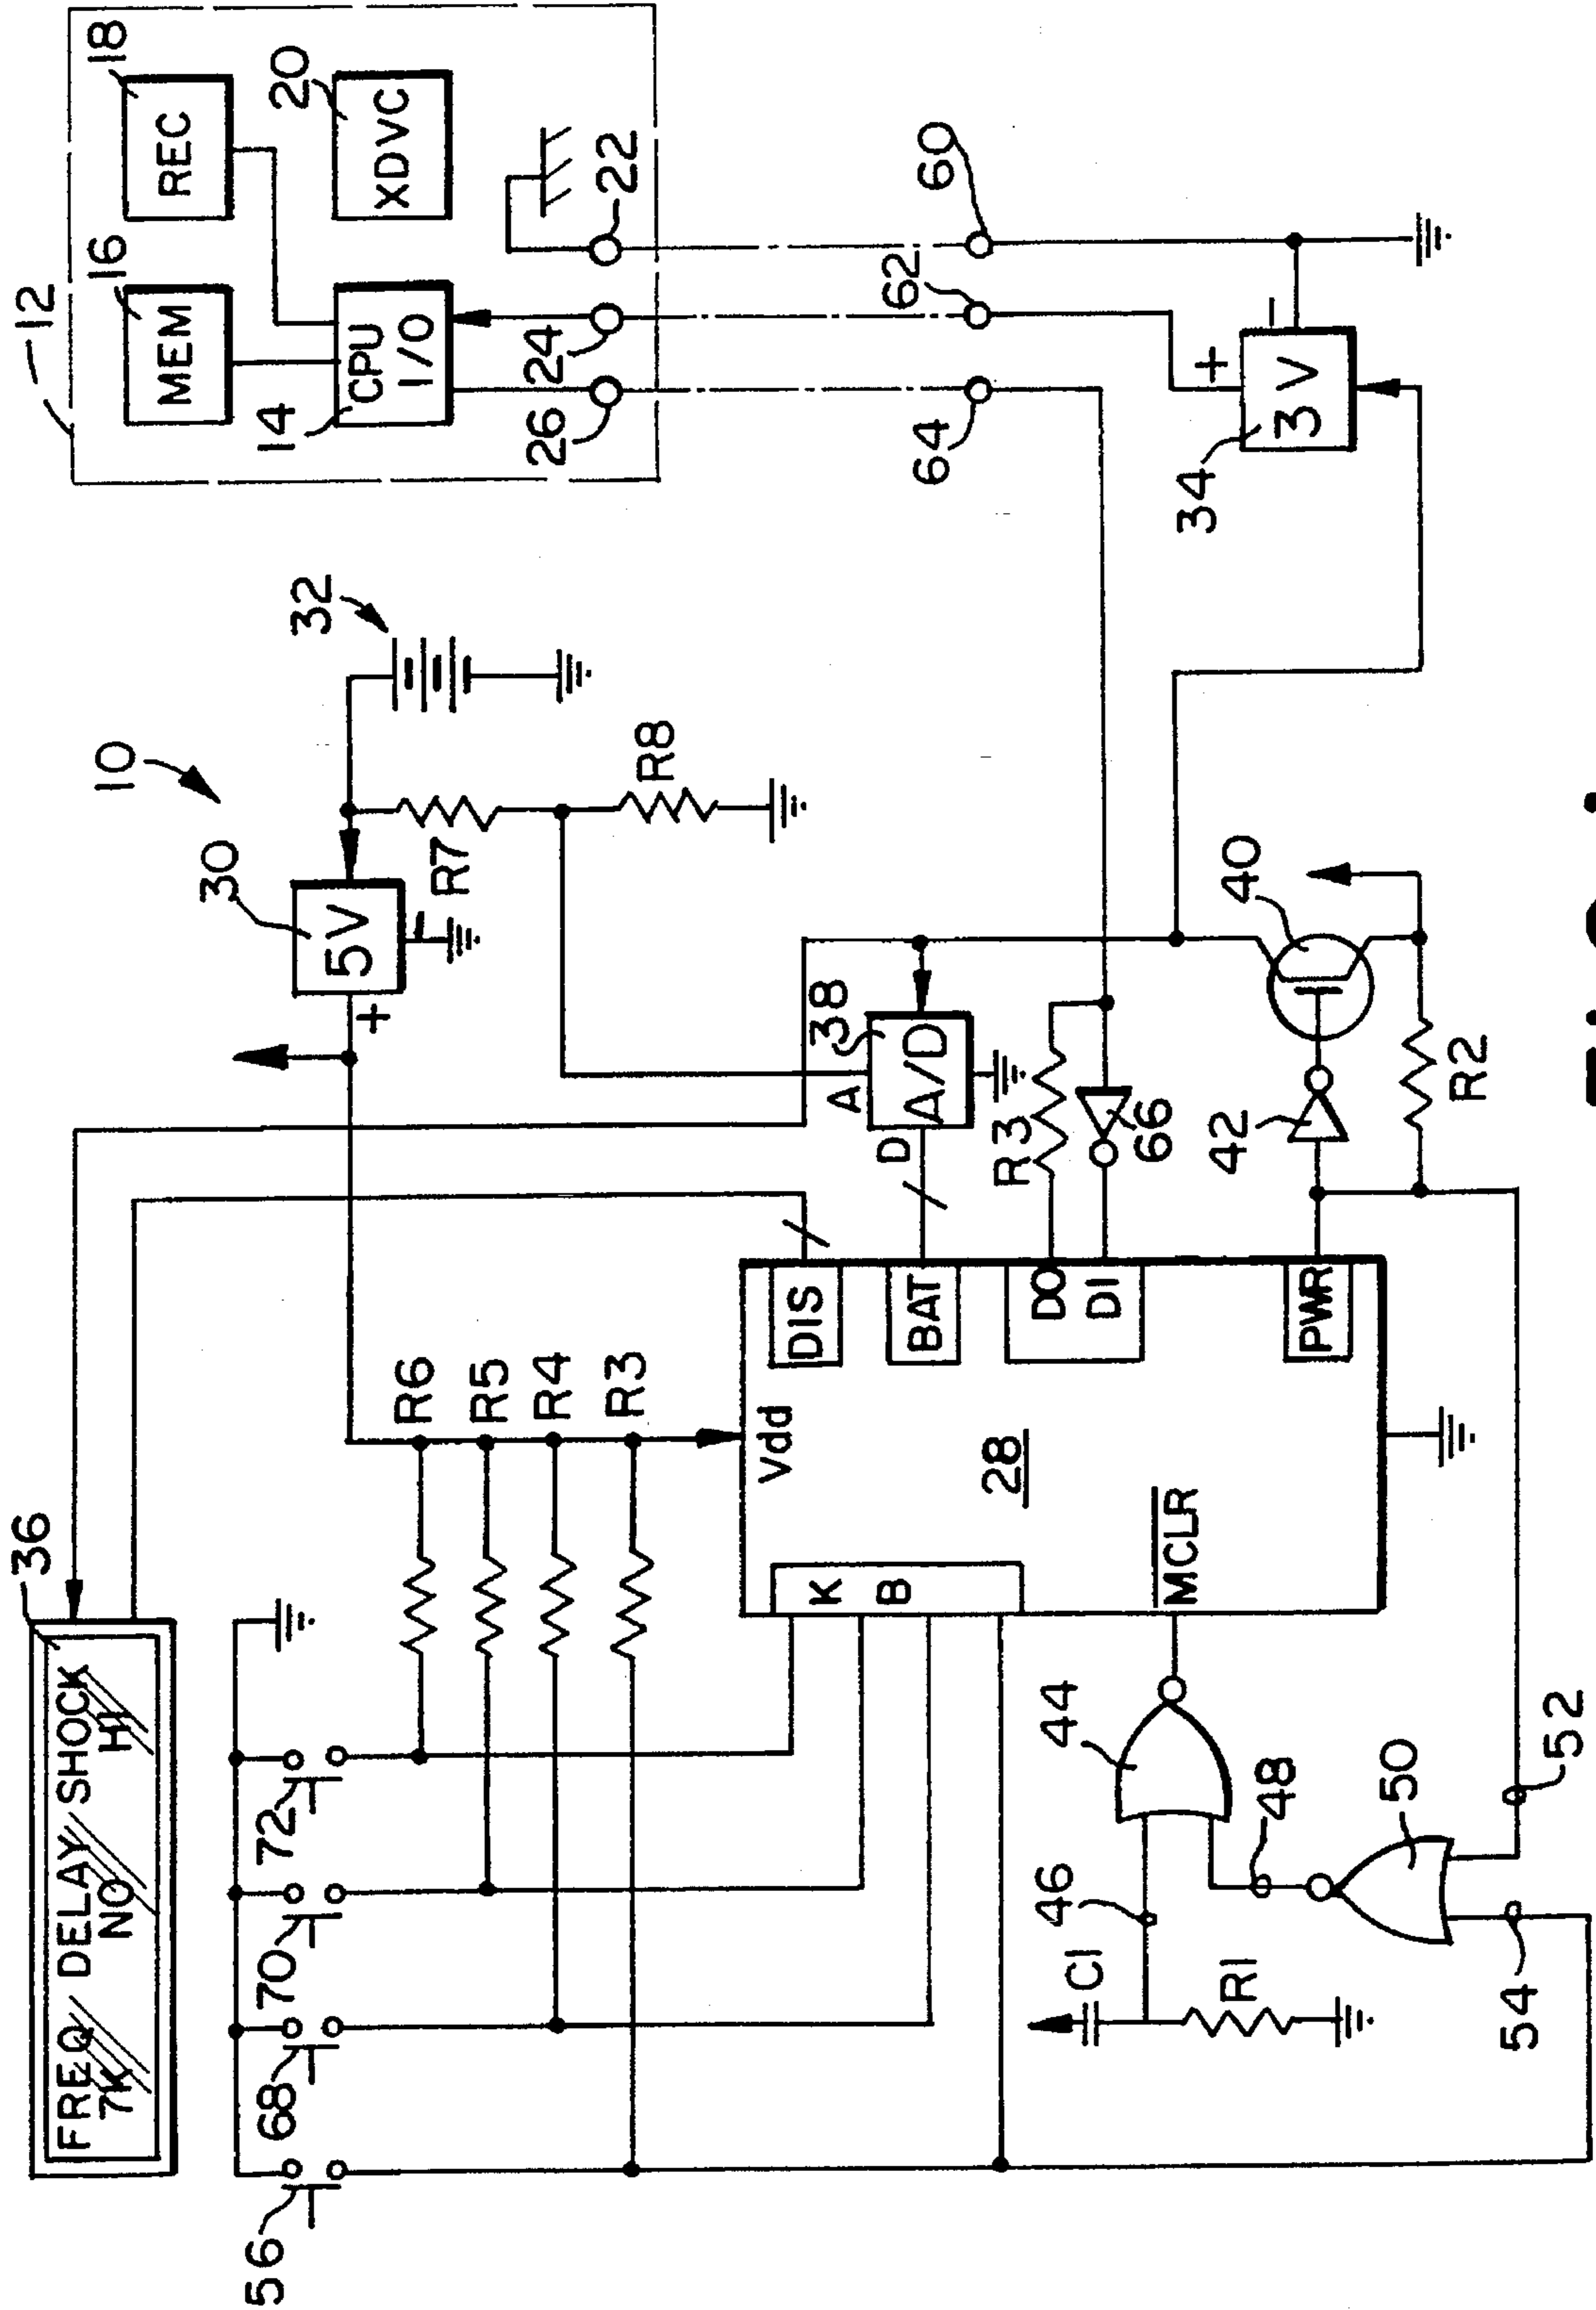 36
FREQ DELAY SHOCK
7K NO HI
56
68
70
72
R6
R5
R4
R3
10
30
5V
+
−
R7
R8
32
12
16
MEM
18
REC
14
CPU
I/O
20
XDVC
26
24
22
64
62
60
+
−
34
3V
38
A
A/D
D
R3
66
42
40
R2
Vdd
DIS
BAT
DO
DI
PWR
K
B
28
MCLR
44
46
48
C1
R1
50
52
54